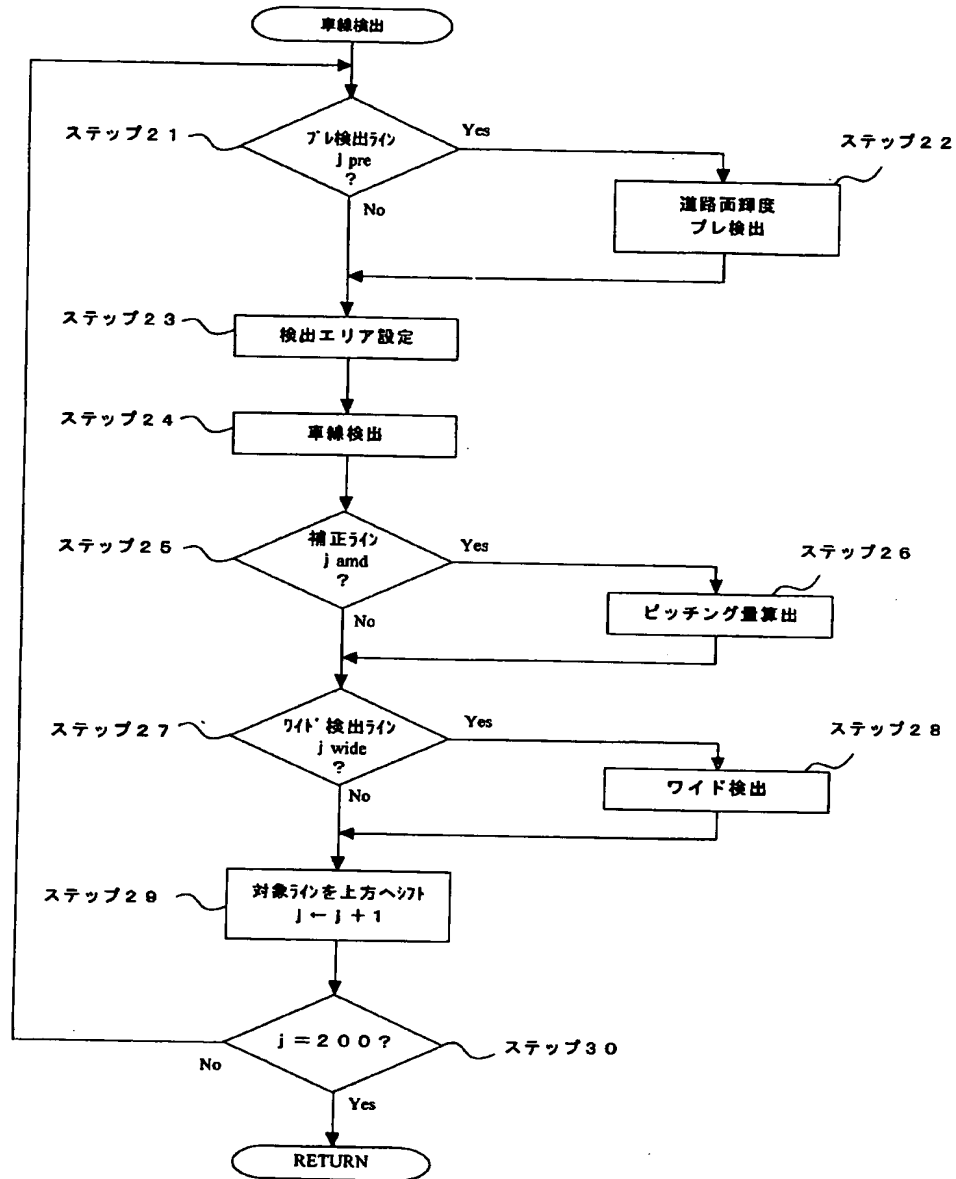 車線検出
ステップ21
プレ検出ライン
j pre
?
Yes
No
ステップ22
道路面輝度
プレ検出
ステップ23
検出エリア設定
ステップ24
車線検出
ステップ25
補正ライン
j amd
?
Yes
No
ステップ26
ピッチング量算出
ステップ27
ワイド検出ライン
j wide
?
Yes
No
ステップ28
ワイド検出
ステップ29
対象ラインを上方へシフト
j ← j + 1
j = 200?
No
Yes
ステップ30
RETURN